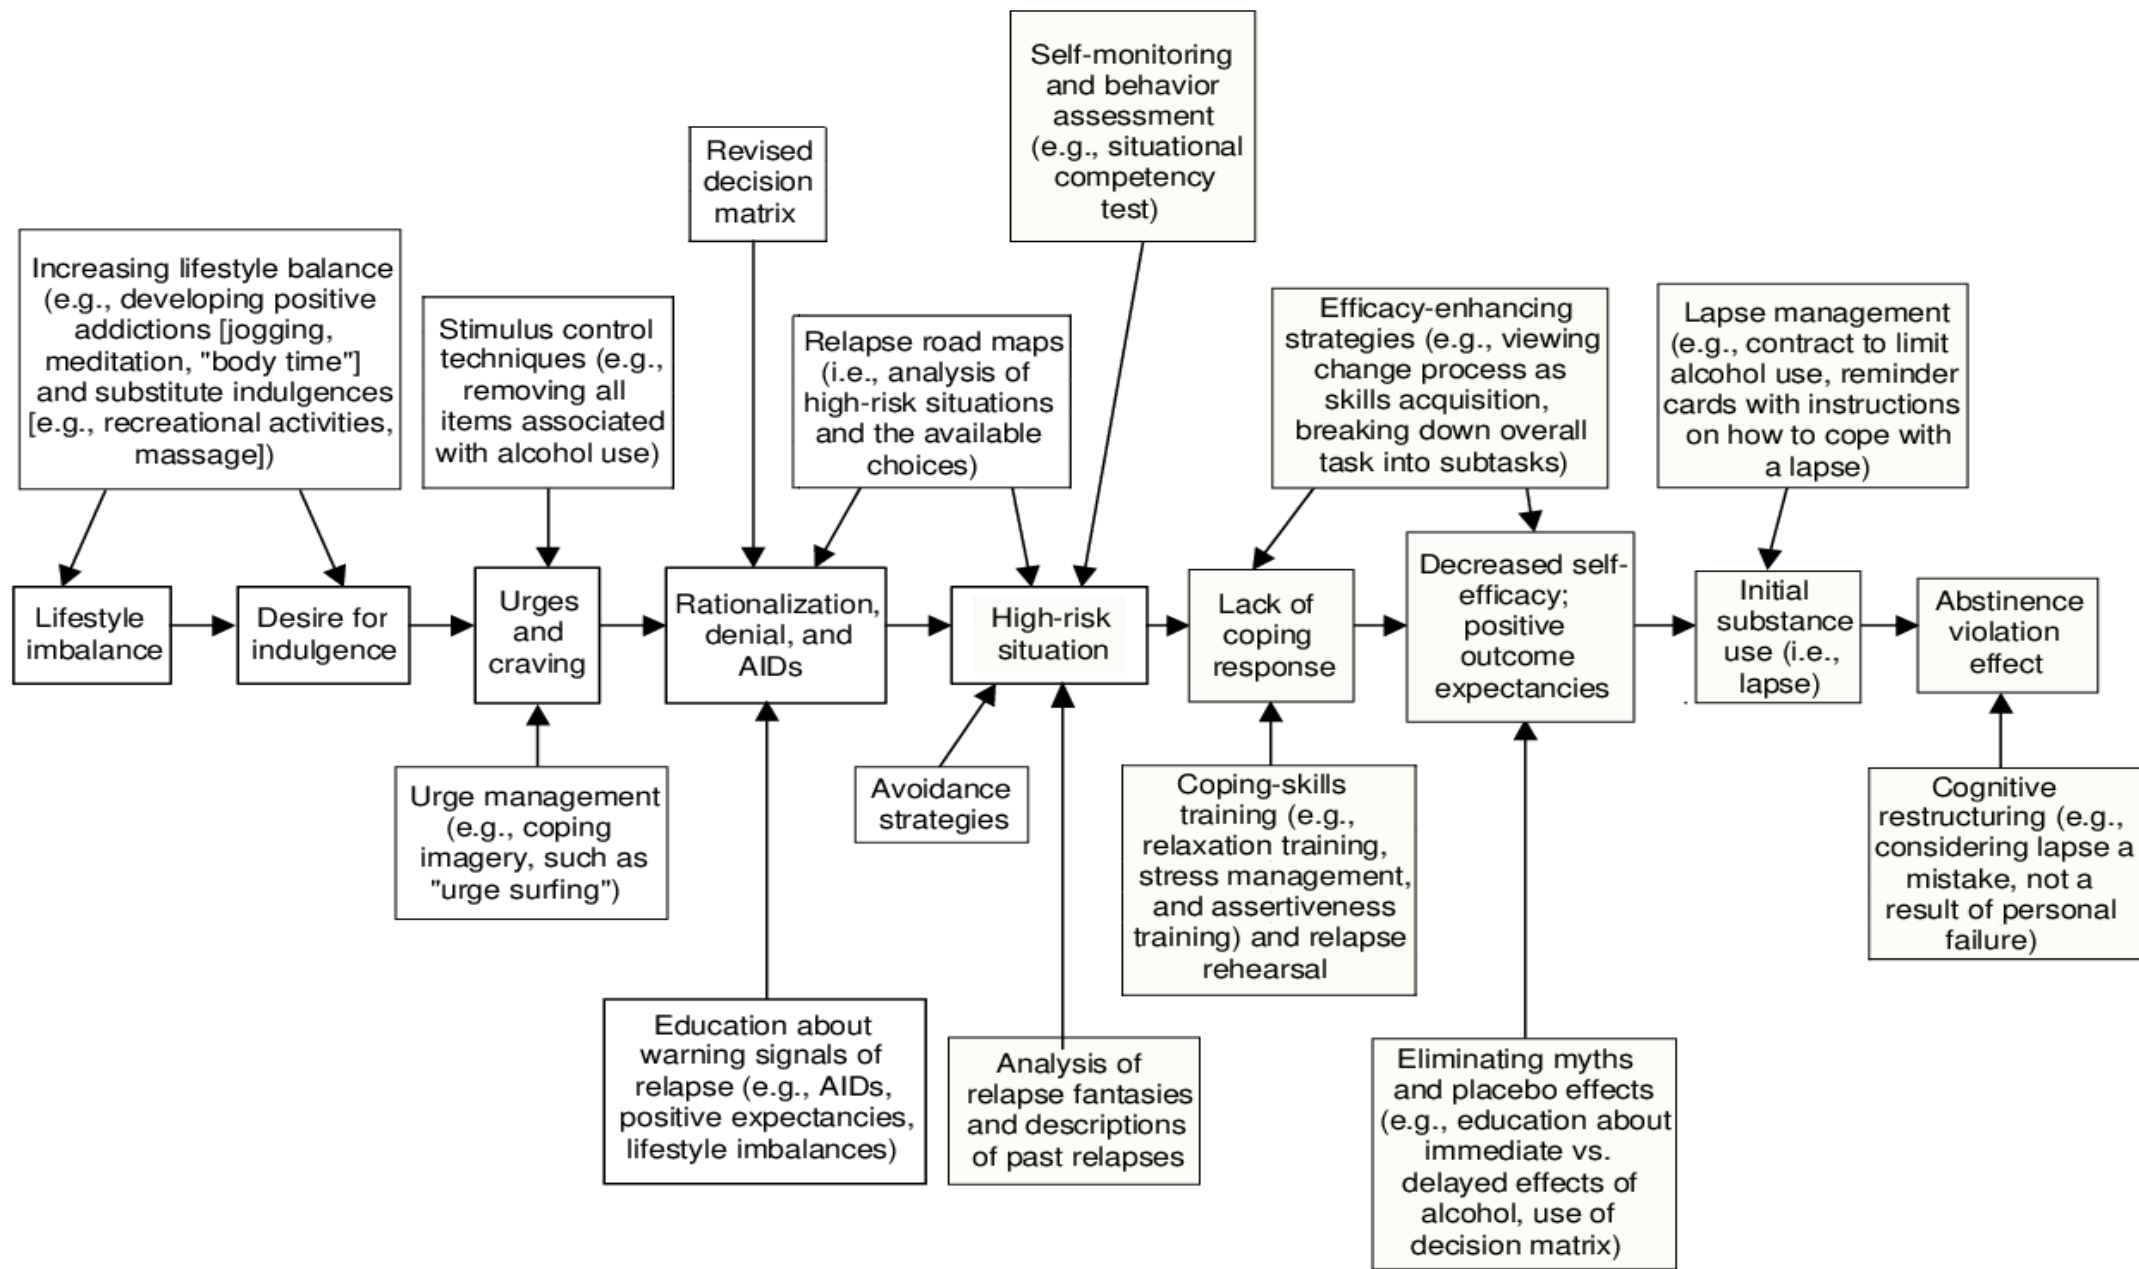 Self-monitoring
and behavior
assessment
(e.g., situational
competency
test)
Revised
decision
matrix
Increasing lifestyle balance
(e.g., developing positive
addictions [jogging,
meditation, "body time"]
and substitute indulgences
[e.g., recreational activities,
massage])
Stimulus control
techniques (e.g.,
removing all
items associated
with alcohol use)
Relapse road maps
(i.e., analysis of
high-risk situations
and the available
choices)
Efficacy-enhancing
strategies (e.g., viewing
change process as
skills acquisition,
breaking down overall
task into subtasks)
Lapse management
(e.g., contract to limit
alcohol use, reminder
cards with instructions
on how to cope with
a lapse)
Lifestyle
imbalance
Desire for
indulgence
Urges
and
craving
Rationalization,
denial, and
AIDs
High-risk
situation
Lack of
coping
response
Decreased self-
efficacy;
positive
outcome
expectancies
Initial
substance
use (i.e.,
lapse)
Abstinence
violation
effect
Urge management
(e.g., coping
imagery, such as
"urge surfing")
Avoidance
strategies
Coping-skills
training (e.g.,
relaxation training,
stress management,
and assertiveness
training) and relapse
rehearsal
Cognitive
restructuring (e.g.,
considering lapse a
mistake, not a
result of personal
failure)
Education about
warning signals of
relapse (e.g., AIDs,
positive expectancies,
lifestyle imbalances)
Analysis of
relapse fantasies
and descriptions
of past relapses
Eliminating myths
and placebo effects
(e.g., education about
immediate vs.
delayed effects of
alcohol, use of
decision matrix)